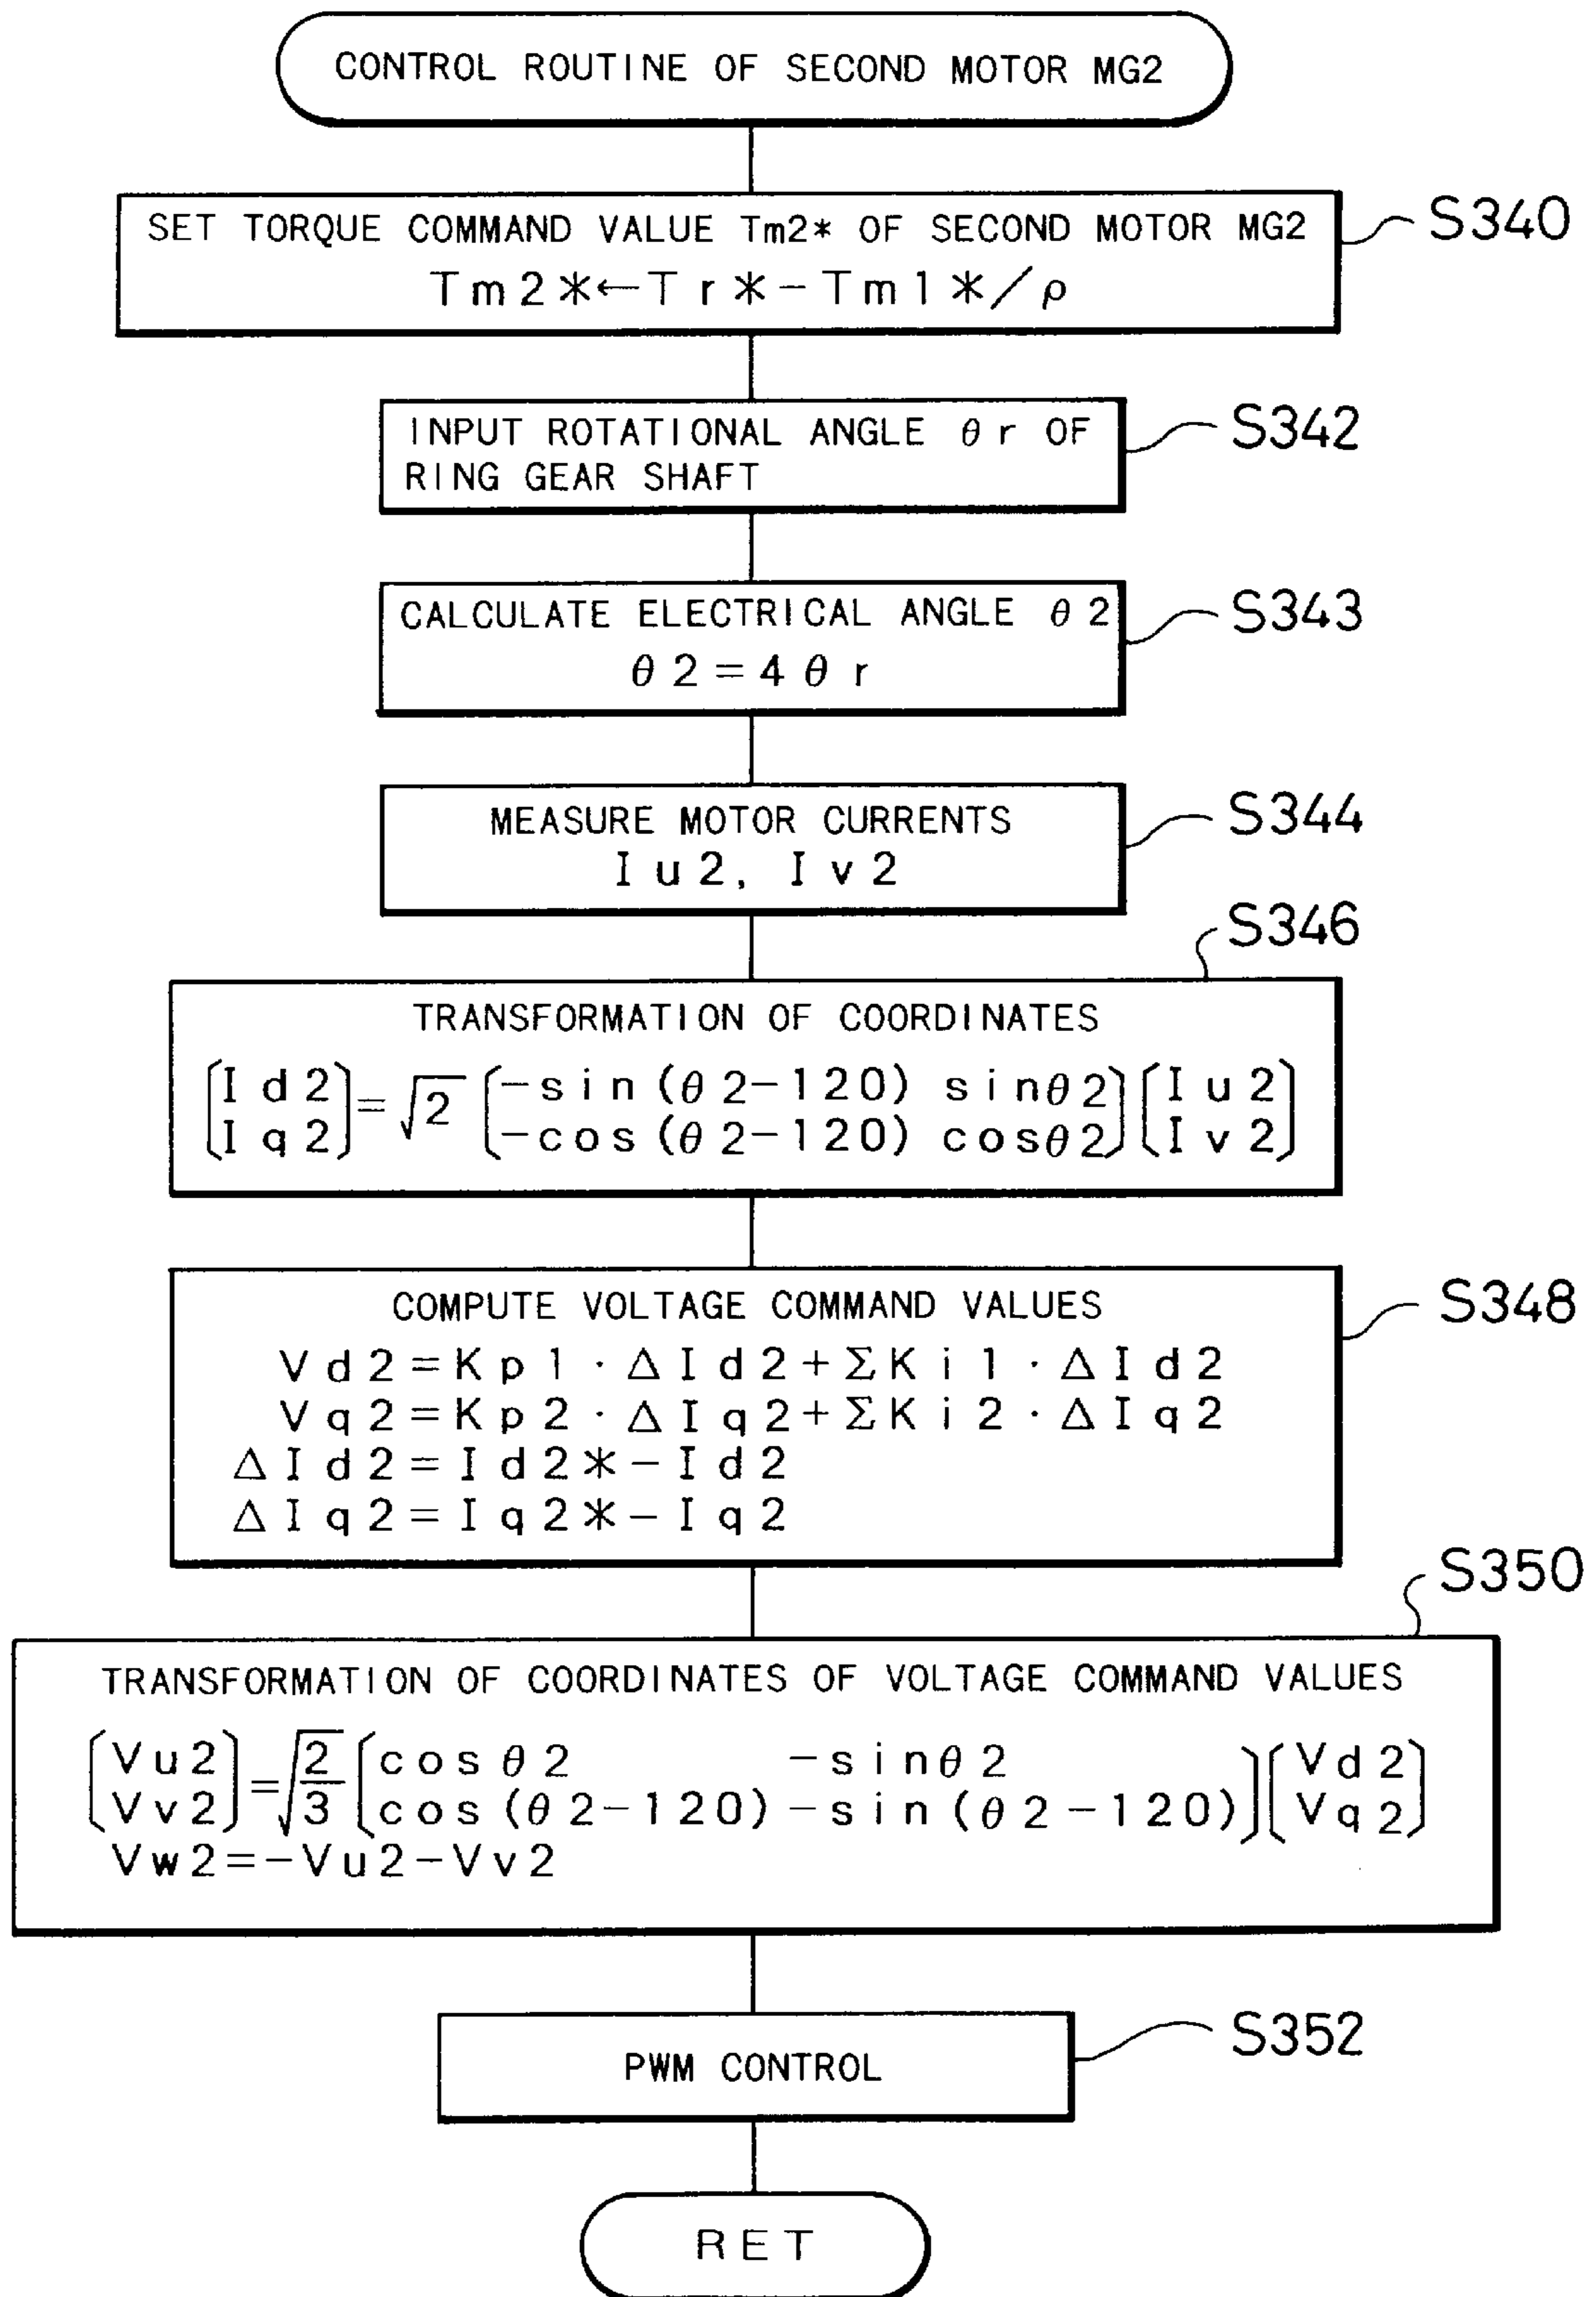 CONTROL ROUTINE OF SECOND MOTOR MG2
SET TORQUE COMMAND VALUE Tm2* OF SECOND MOTOR MG2
S340
Tm2*←Tr*-Tm1*/ρ
INPUT ROTATIONAL ANGLE θr OF
S342
RING GEAR SHAFT
CALCULATE ELECTRICAL ANGLE θ2
S343
θ2=4θr
MEASURE MOTOR CURRENTS
S344
Iu2, Iv2
S346
TRANSFORMATION OF COORDINATES
[Id2]=√2 [-sin(θ2-120) sinθ2][Iu2]
[Iq2] [-cos(θ2-120) cosθ2][Iv2]
COMPUTE VOLTAGE COMMAND VALUES
S348
Vd2=Kp1·ΔId2+ΣKi1·ΔId2
Vq2=Kp2·ΔIq2+ΣKi2·ΔIq2
ΔId2=Id2*-Id2
ΔIq2=Iq2*-Iq2
S350
TRANSFORMATION OF COORDINATES OF VOLTAGE COMMAND VALUES
[Vu2]=√2/3 [cosθ2 -sinθ2][Vd2]
[Vv2] [cos(θ2-120) -sin(θ2-120)][Vq2]
Vw2=-Vu2-Vv2
PWM CONTROL
S352
RET